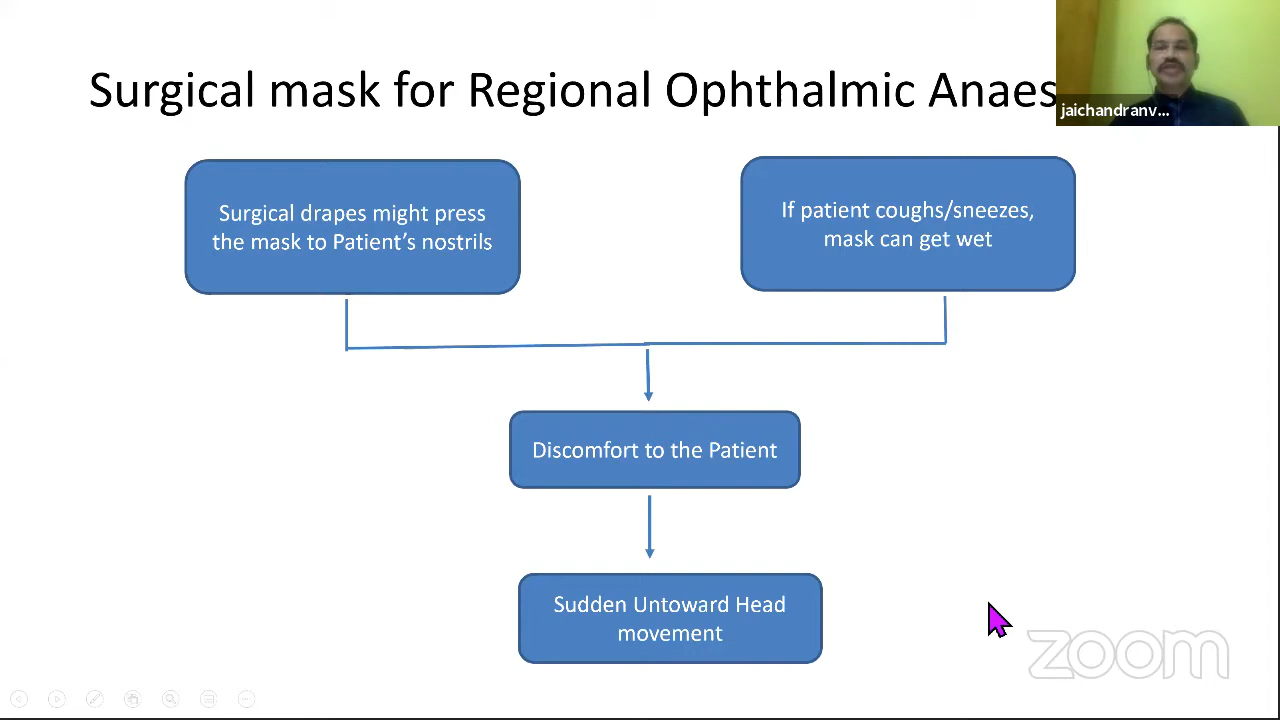 Surgical mask for Regional Ophthalmic Anaes
jaichandranv...
Surgical drapes might press
the mask to Patient's nostrils
If patient coughs/sneezes,
mask can get wet
Discomfort to the Patient
Sudden Untoward Head
movement
zoom